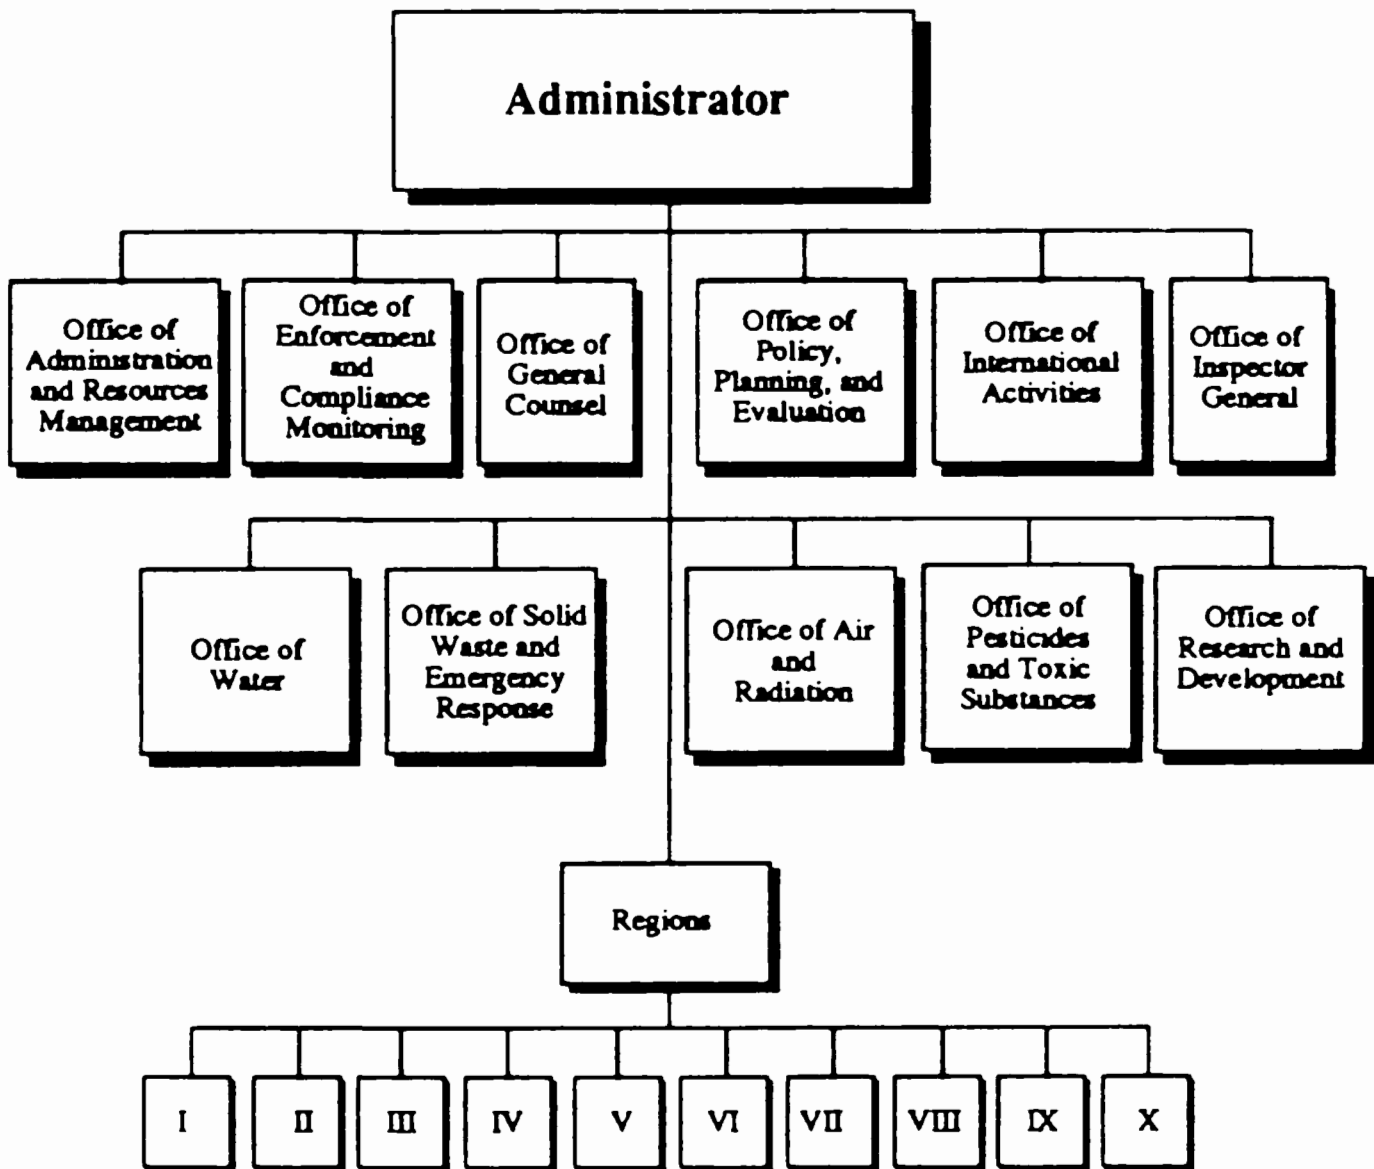 Administrator
Office of
Administration
and Resources
Management
Office of
Enforcement
and
Compliance
Monitoring
Office of
General
Counsel
Office of
Policy,
Planning, and
Evaluation
Office of
International
Activities
Office of
Inspector
General
Office of
Water
Office of Solid
Waste and
Emergency
Response
Office of Air
and
Radiation
Office of
Pesticides
and Toxic
Substances
Office of
Research and
Development
Regions
I
II
III
IV
V
VI
VII
VIII
IX
X